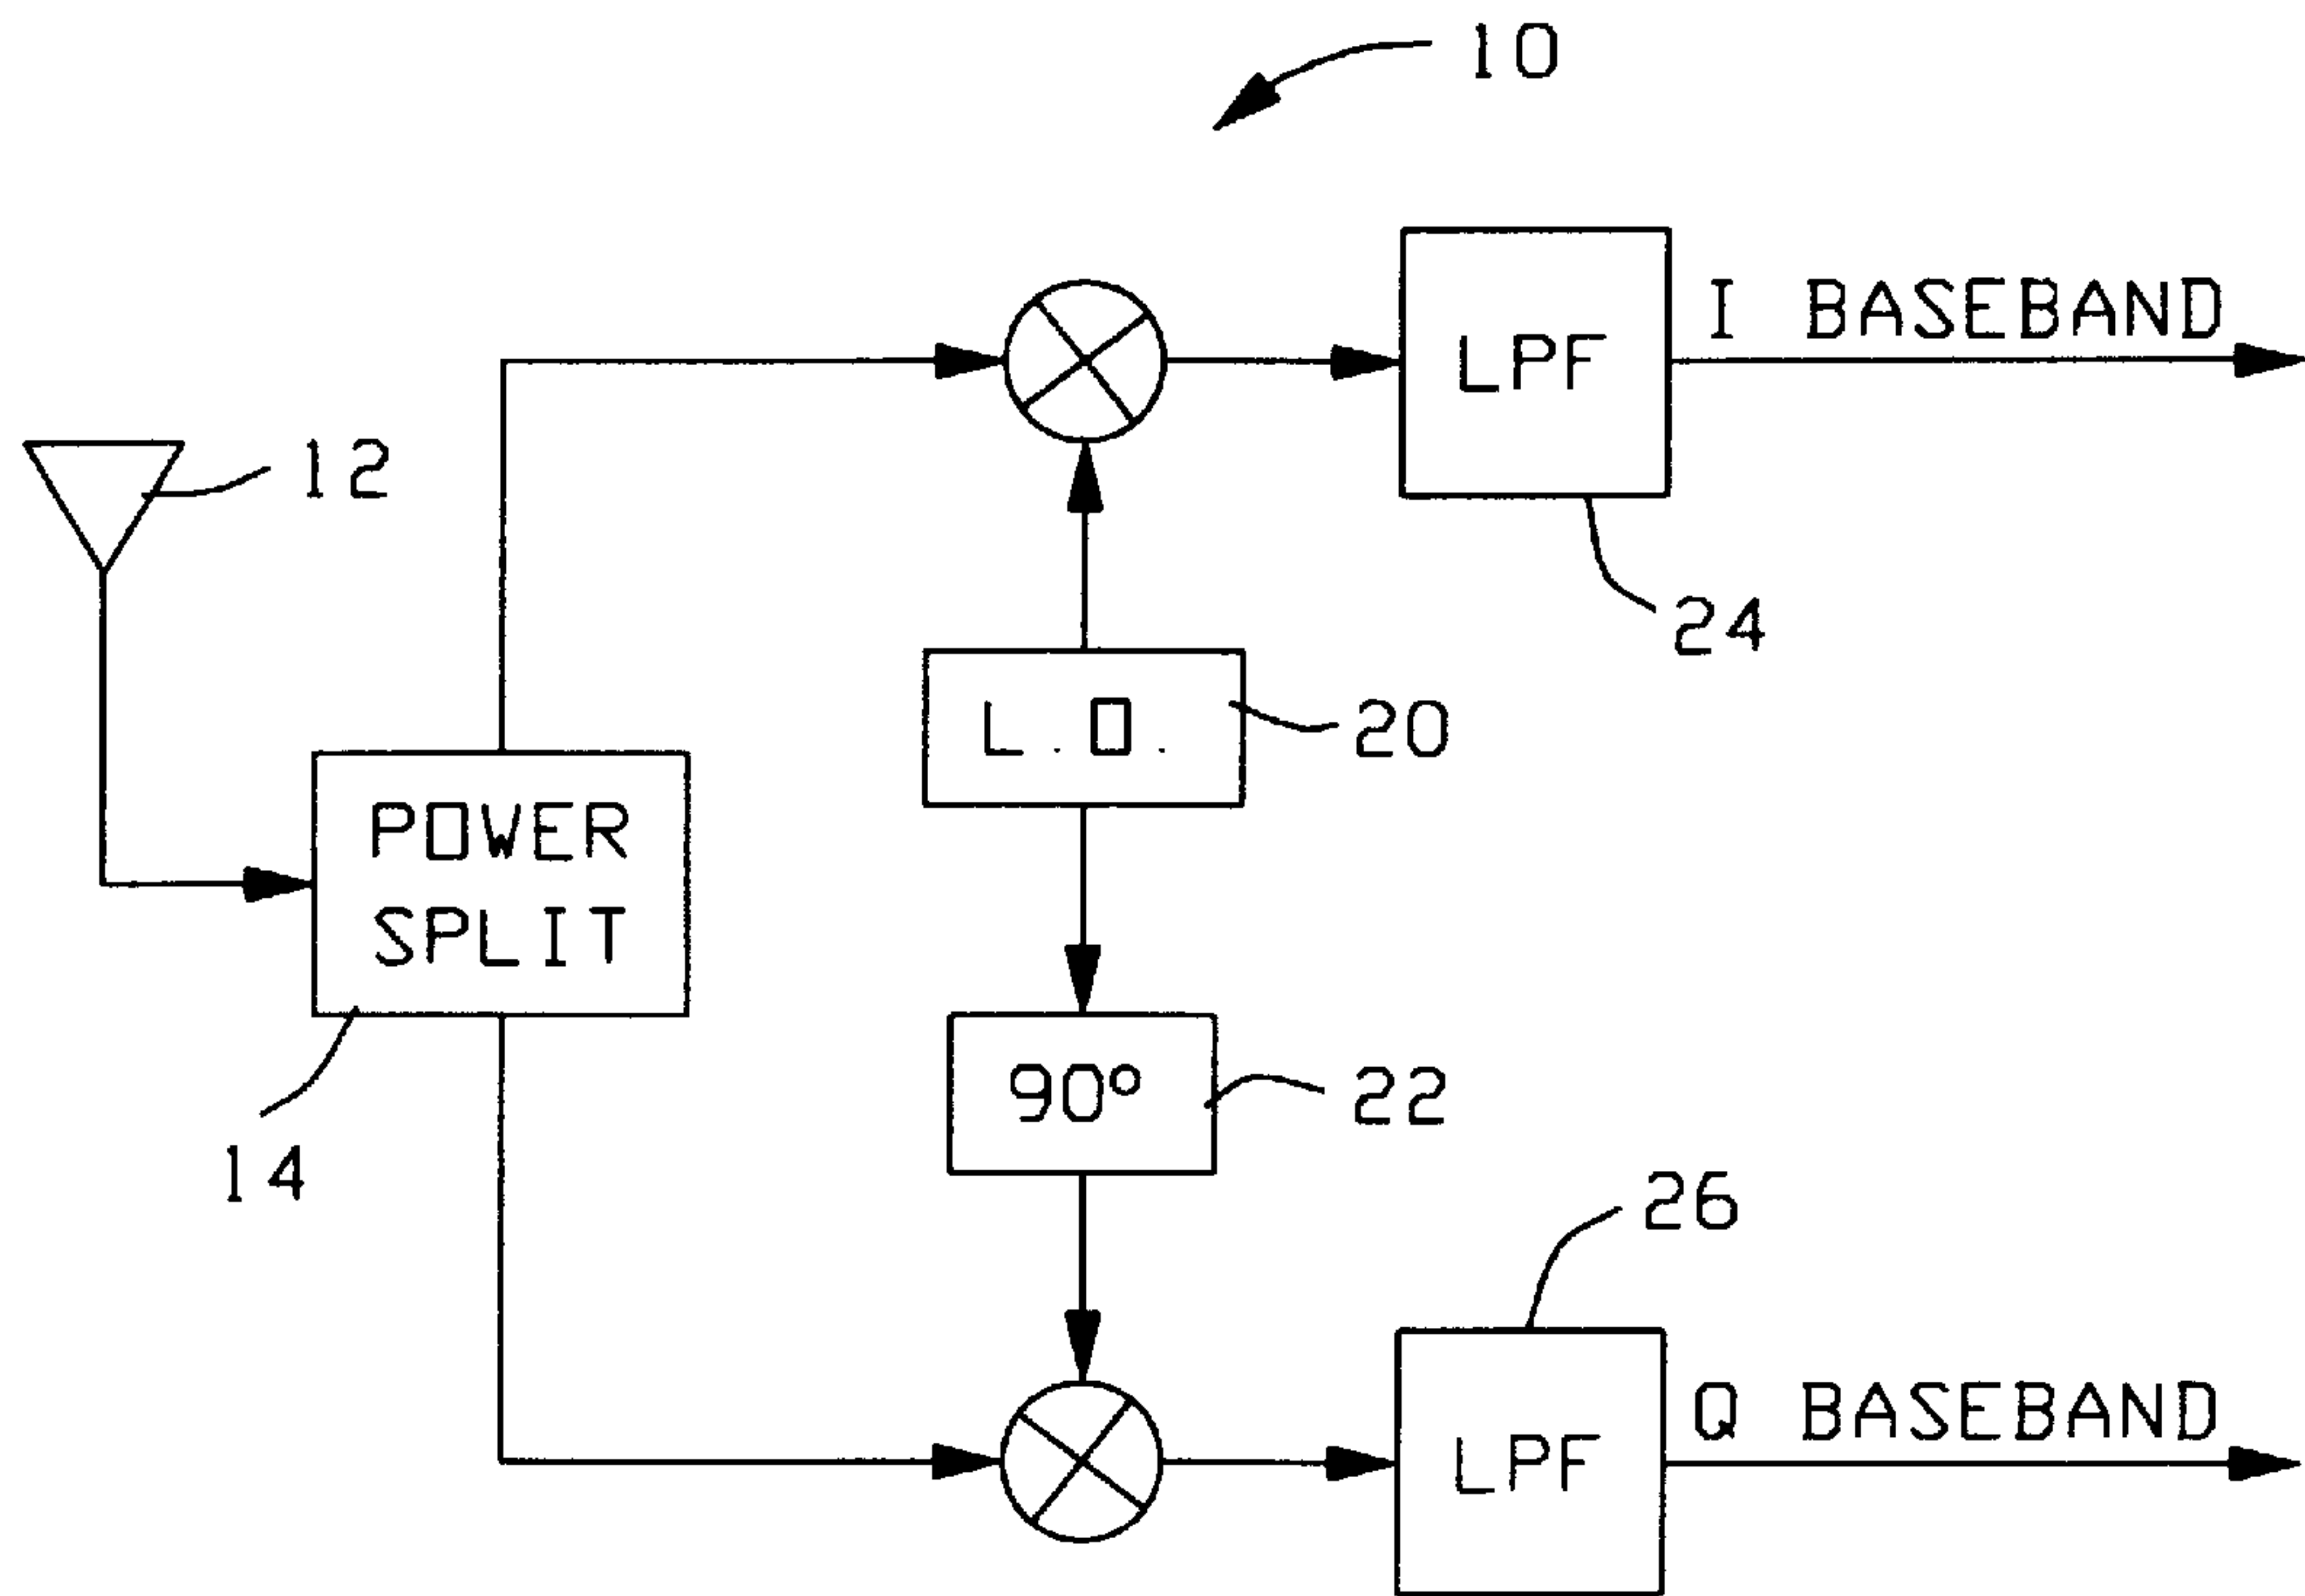 10
I BASEBAND
LPF
12
24
L.O.
20
POWER
SPLIT
90°
22
14
26
Q BASEBAND
LPF